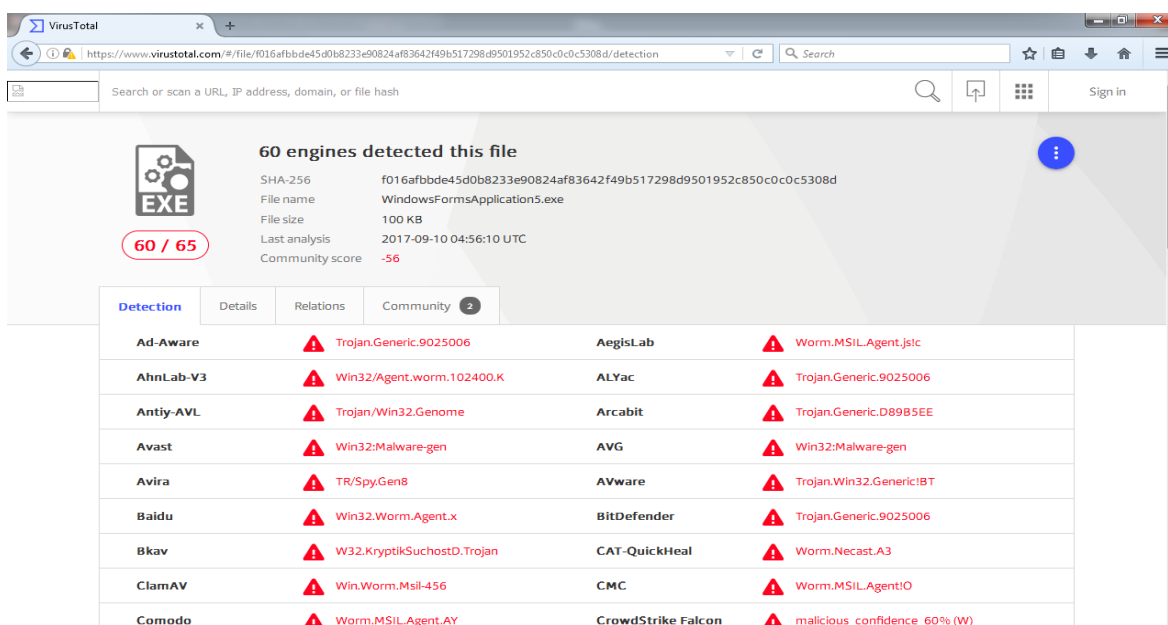 VirusTotal × +
https://www.virustotal.com/#/file/f016afbbde45d0b8233e90824af83642f49b517298d9501952c850c0c0c5308d/detection Search
Search or scan a URL, IP address, domain, or file hash Sign in
60 engines detected this file
SHA-256 f016afbbde45d0b8233e90824af83642f49b517298d9501952c850c0c0c5308d
File name WindowsFormsApplication5.exe
File size 100 KB
Last analysis 2017-09-10 04:56:10 UTC
Community score -56
EXE
60 / 65
Detection Details Relations Community 2
Ad-Aware Trojan.Generic.9025006 AegisLab Worm.MSIL.Agent.js!c
AhnLab-V3 Win32/Agent.worm.102400.K ALYac Trojan.Generic.9025006
Antiy-AVL Trojan/Win32.Genome Arcabit Trojan.Generic.D89B5EE
Avast Win32:Malware-gen AVG Win32:Malware-gen
Avira TR/Spy.Gen8 AVware Trojan.Win32.Generic!BT
Baidu Win32.Worm.Agent.x BitDefender Trojan.Generic.9025006
Bkav W32.KryptikSuchostD.Trojan CAT-QuickHeal Worm.Necast.A3
ClamAV Win.Worm.Msil-456 CMC Worm.MSIL.Agent!O
Comodo Worm.MSIL.Agent.AY CrowdStrike Falcon malicious_confidence_60% (W)